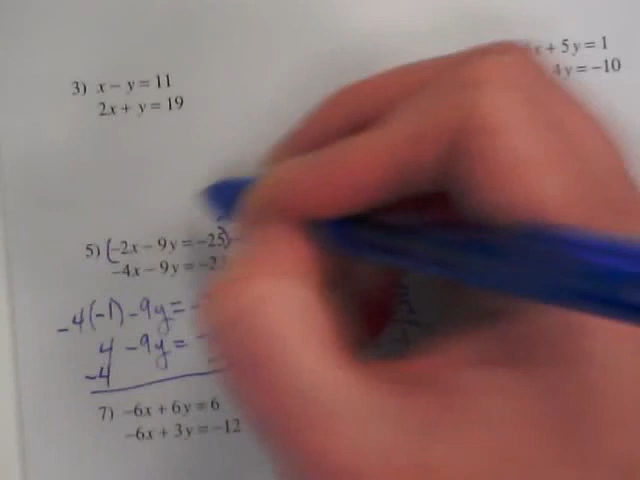 3) x − y = 11
2x + y = 19
x + 5y = 1
4y = −10
5) (−2x − 9y = −25)
−4x − 9y = −2
−4(−1) − 9y = −
4 − 9y = −
−4
7) −6x + 6y = 6
−6x + 3y = −12